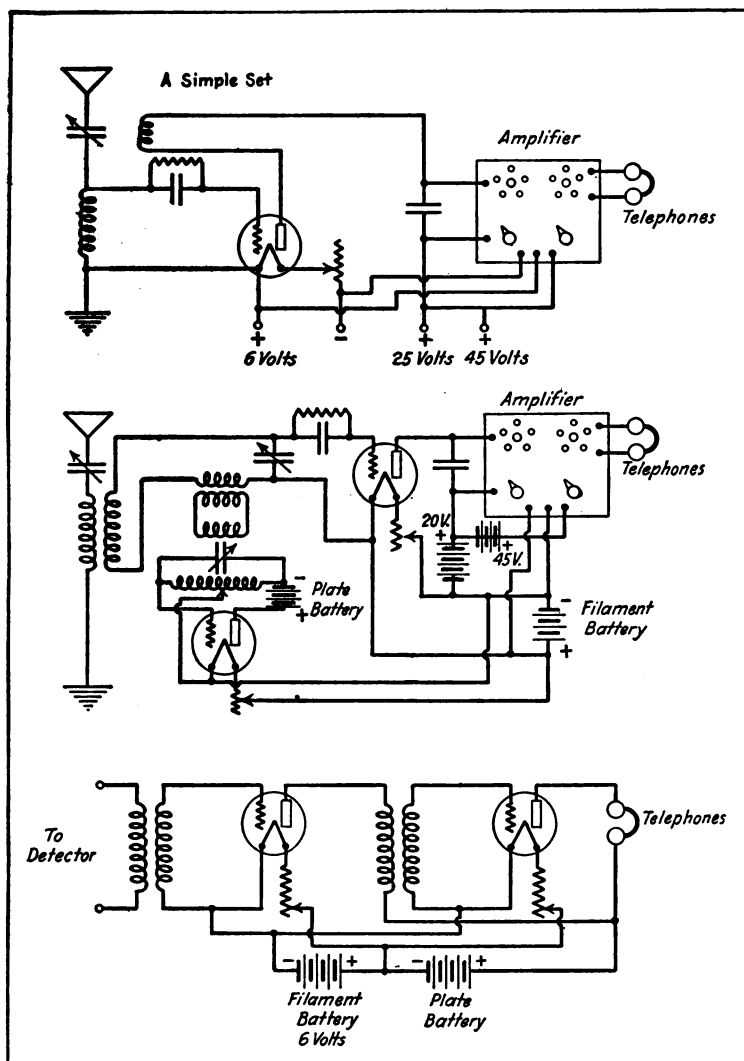 A Simple Set
Amplifier
Telephones
+ - + +
6 Volts 25 Volts 45 Volts
Amplifier
Telephones
20V.
+
+
45V.
-
Plate
Battery
+
-
Filament
Battery
+
To
Detector
Telephones
- + - +
Filament
Battery
6 Volts
Plate
Battery